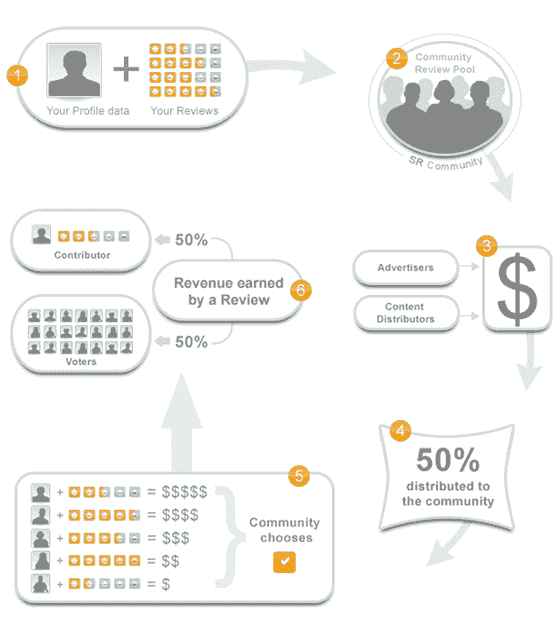 1
Your Profile data
+
Your Reviews
2
Community
Review Pool
SR Community
3
Advertisers
Content
Distributors
$
4
50%
distributed to
the community
5
+ = $$$$$
+ = $$$$
+ = $$$
+ = $$
+ = $
Community
chooses
6
Revenue earned
by a Review
50%
Contributor
50%
Voters